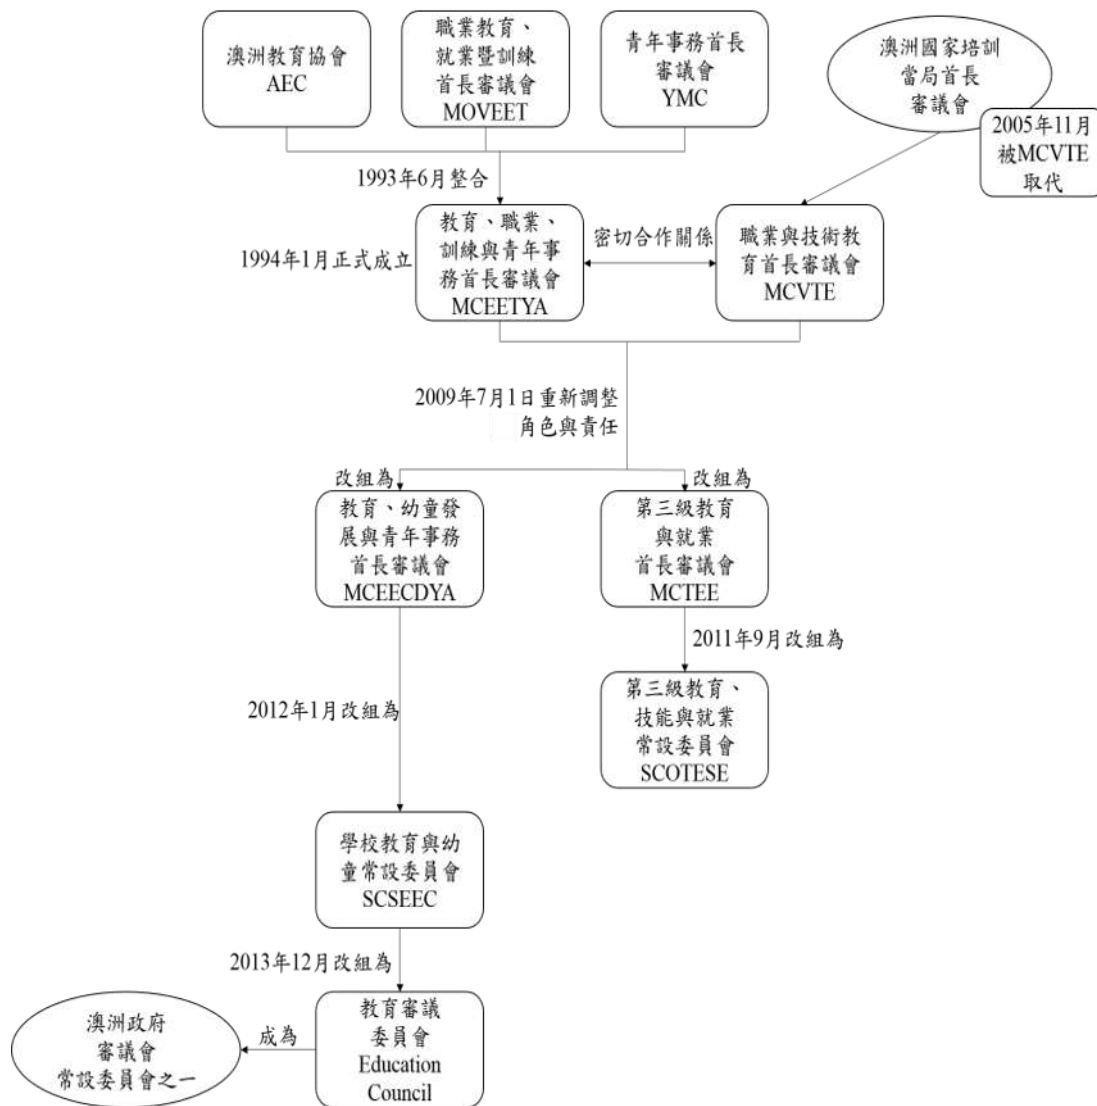 澳洲教育協會
AEC
職業教育、
就業暨訓練
首長審議會
MOVEET
青年事務首長
審議會
YMC
澳洲國家培訓
當局首長
審議會
2005年11月
被MCVTE
取代
1993年6月整合
1994年1月正式成立
教育、職業、
訓練與青年事
務首長審議會
MCEETYA
密切合作關係
職業與技術教
育首長審議會
MCVTE
2009年7月1日重新調整
角色與責任
改組為
改組為
教育、幼童發
展與青年事務
首長審議會
MCEECDYA
第三級教育
與就業
首長審議會
MCTEE
2011年9月改組為
第三級教育、
技能與就業
常設委員會
SCOTESE
2012年1月改組為
學校教育與幼
童常設委員會
SCSEEC
2013年12月改組為
教育審議
委員會
Education
Council
成為
澳洲政府
審議會
常設委員會之一